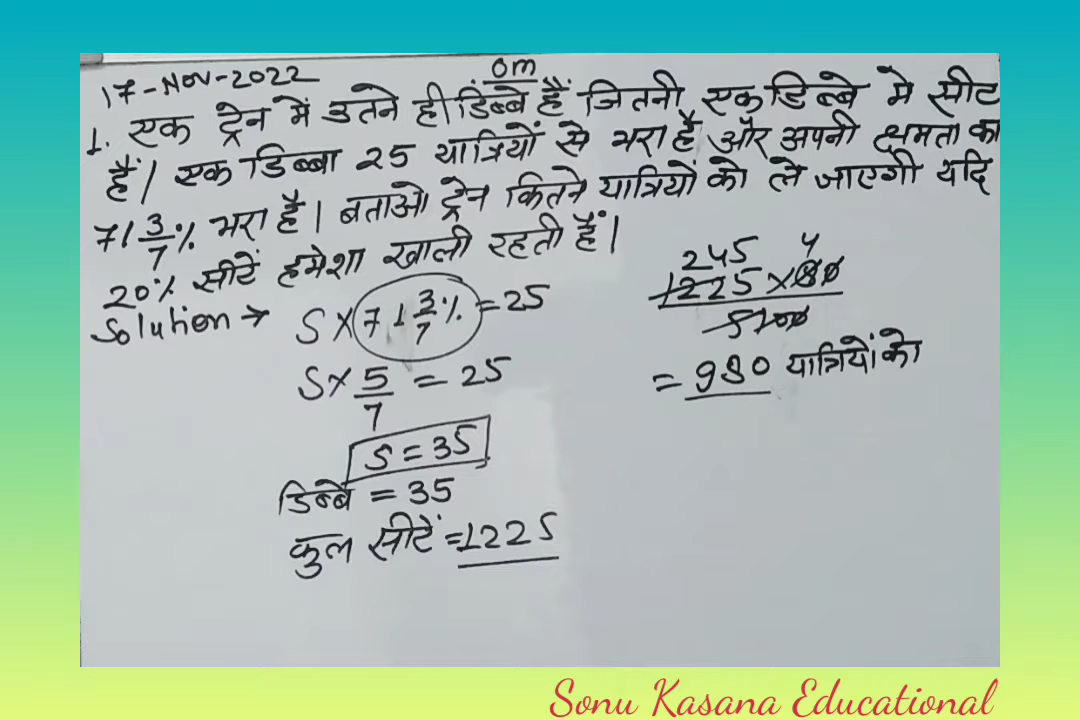 om
17-Nov-2022
1. एक ट्रेन में उतने ही डिब्बे हैं जितनी एक डिब्बे मे सीट
हैं। एक डिब्बा 25 यात्रियों से भरा है और अपनी क्षमता का
71 3/7 % भरा है। बताओ ट्रेन कितने यात्रियों को ले जाएगी यदि
20% सीटें हमेशा खाली रहती हैं।
Solution →
S × 71 3/7 % = 25
S × 5/7 = 25
S = 35
डिब्बे = 35
कुल सीटें = 1225
245 4
1225 × 80
5 100
= 980 यात्रियों को
Sonu Kasana Educational